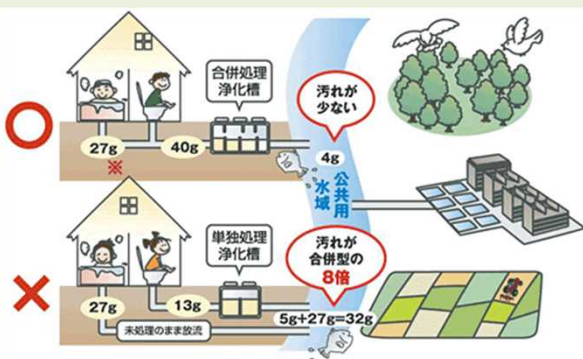 合併処理
浄化槽
汚れが
少ない
27g
※
40g
4g
公共用
水域
単独処理
浄化槽
汚れが
合併型の
8倍
27g
13g
5g+27g=32g
未処理のまま放流